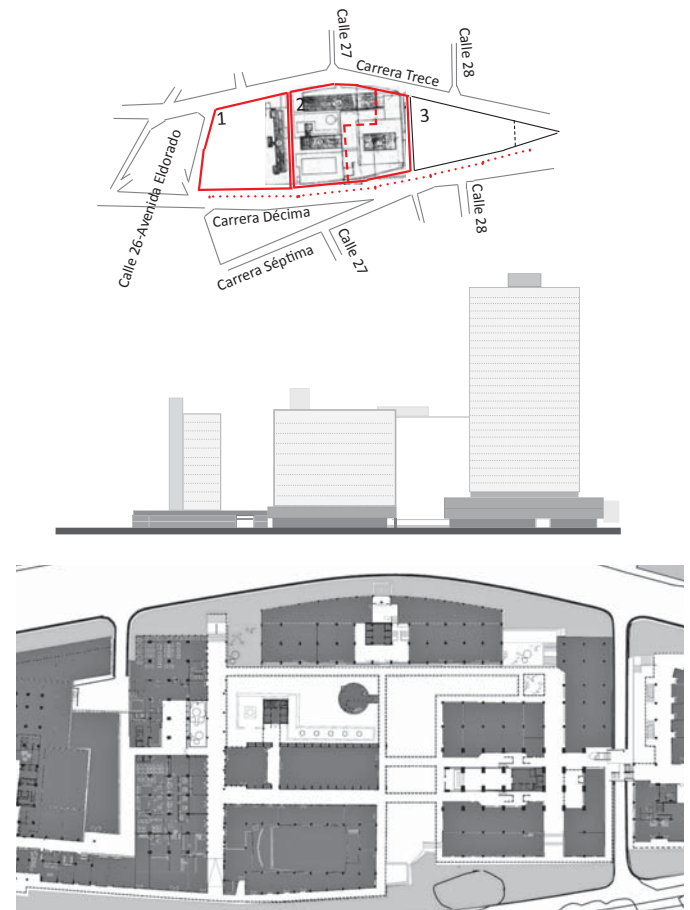 Calle 27
Carrera Trece
Calle 28
1
2
3
Calle 26-Avenida Eldorado
Carrera Décima
Carrera Séptima
Calle 27
Calle 28